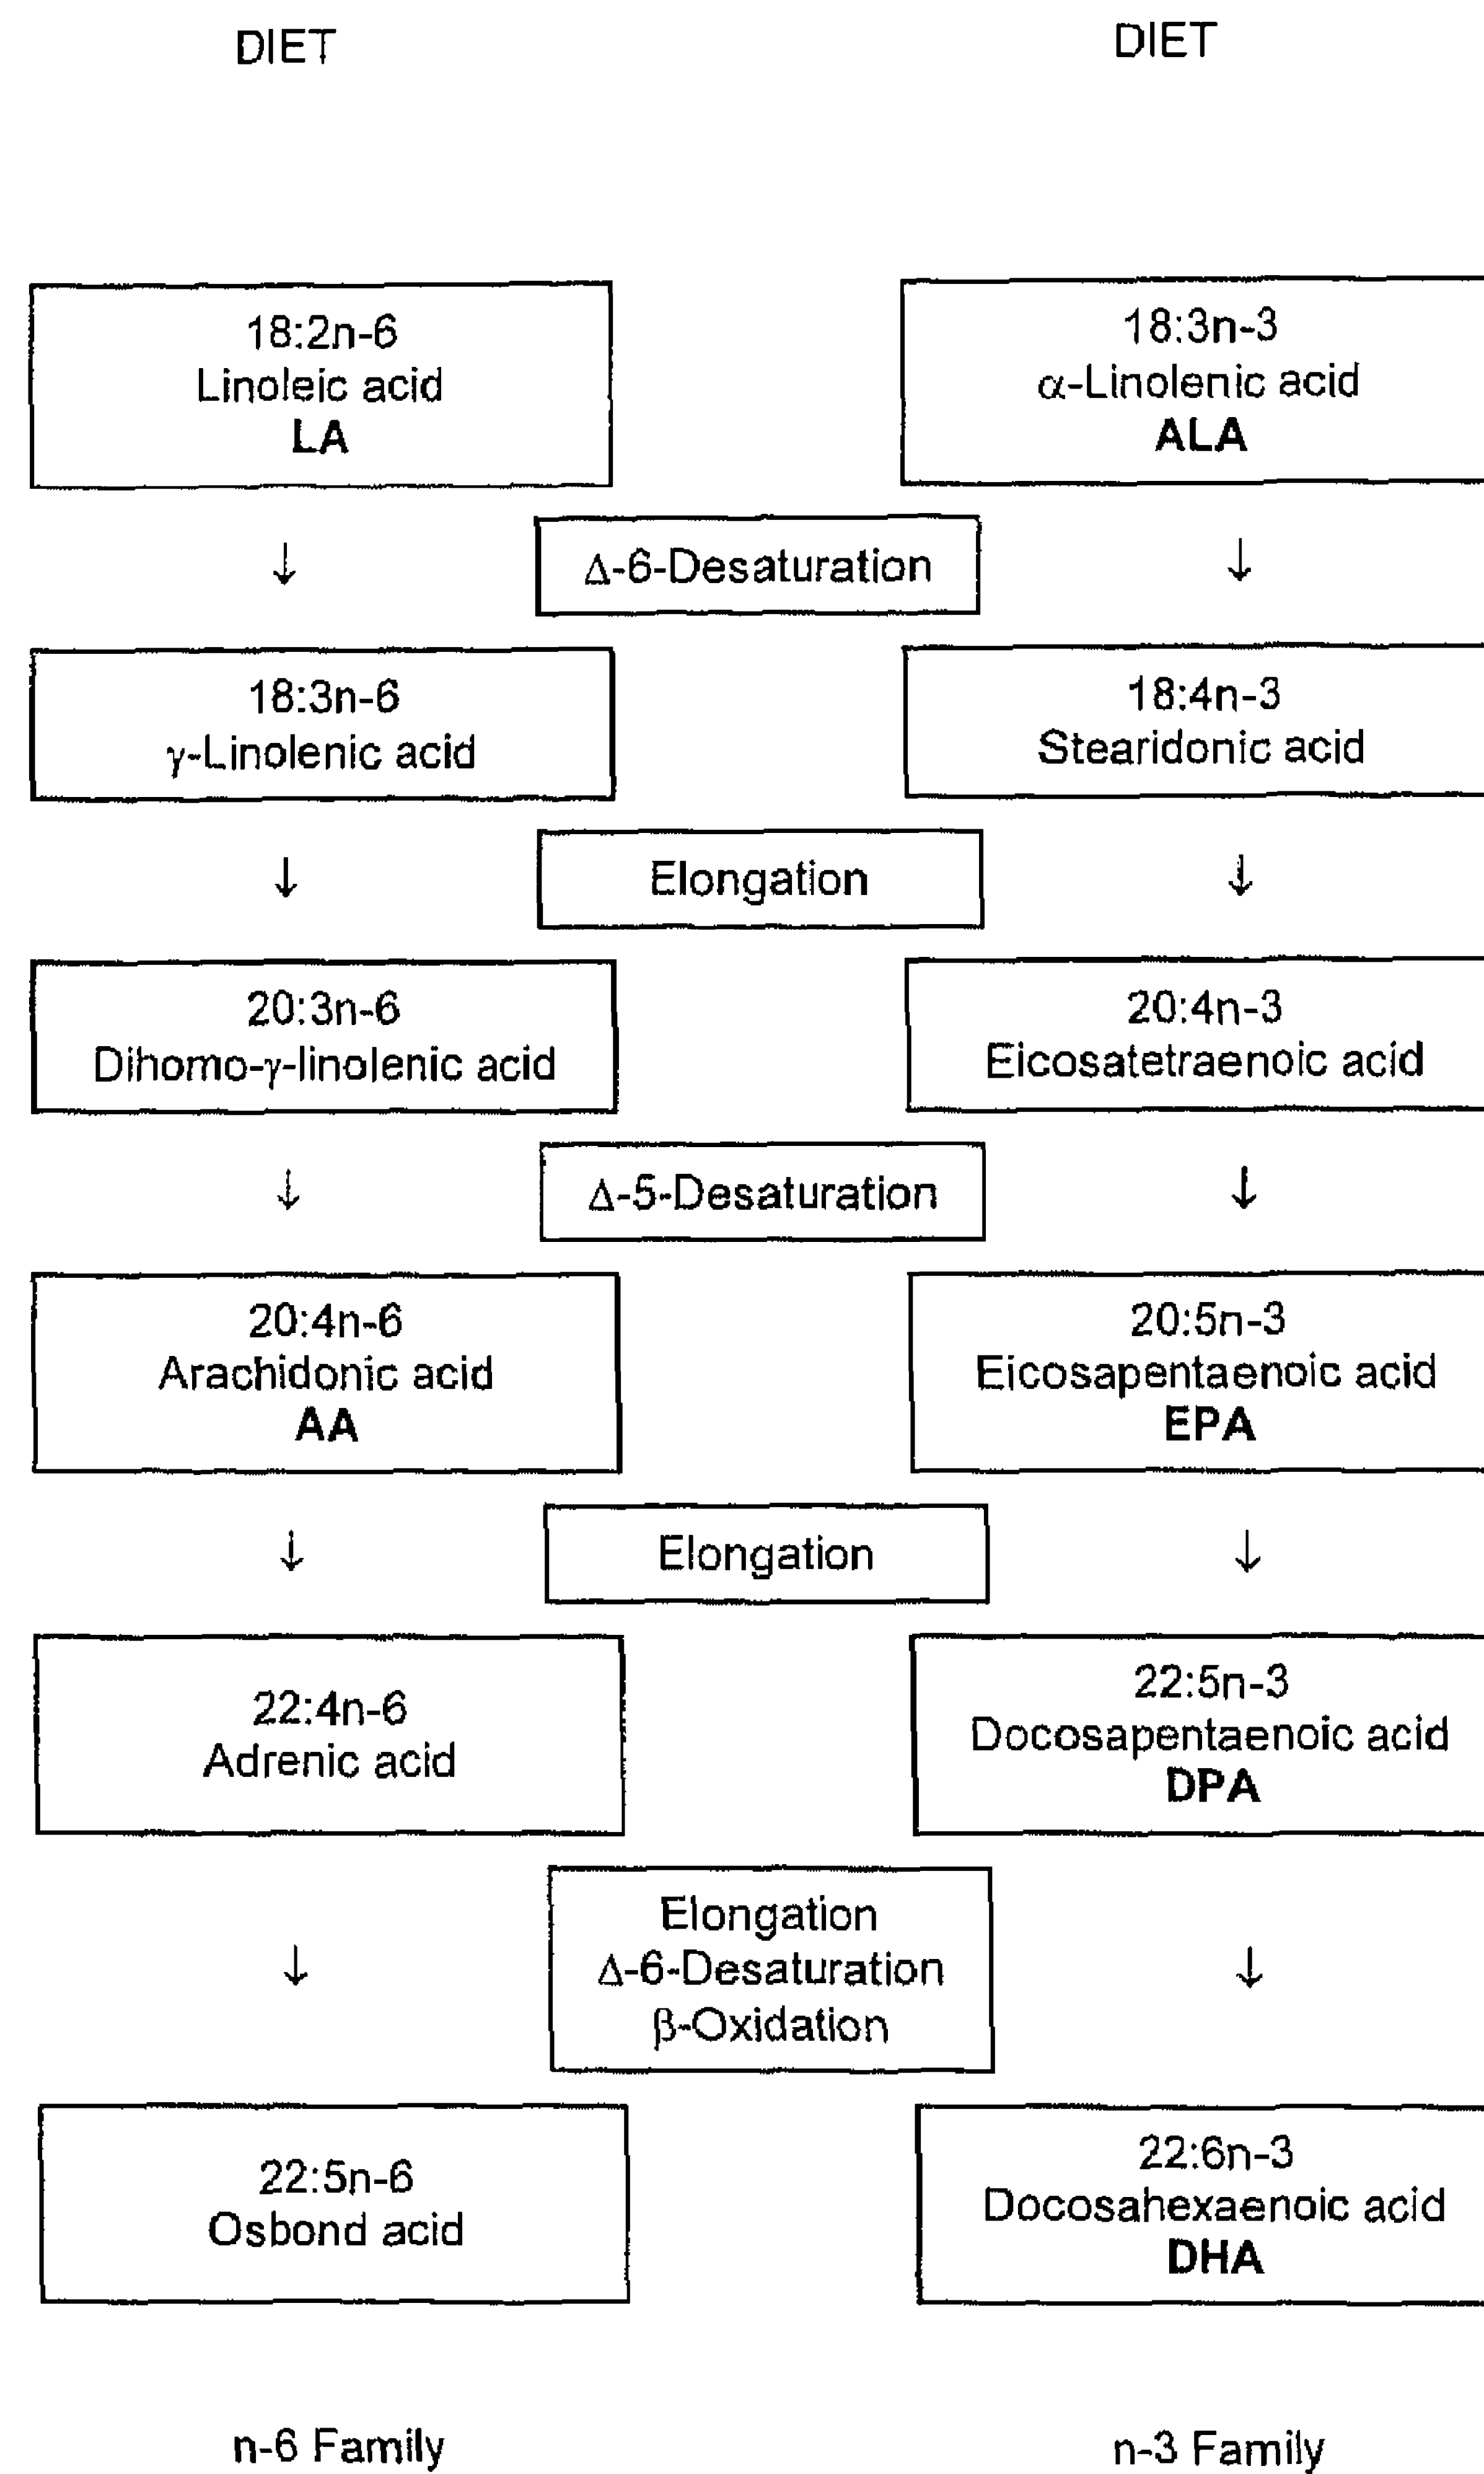 DIET
DIET
18:2n-6
Linoleic acid
LA
18:3n-3
α-Linolenic acid
ALA
Δ-6-Desaturation
18:3n-6
γ-Linolenic acid
18:4n-3
Stearidonic acid
Elongation
20:3n-6
Dihomo-γ-linolenic acid
20:4n-3
Eicosatetraenoic acid
Δ-5-Desaturation
20:4n-6
Arachidonic acid
AA
20:5n-3
Eicosapentaenoic acid
EPA
Elongation
22:4n-6
Adrenic acid
22:5n-3
Docosapentaenoic acid
DPA
Elongation
Δ-6-Desaturation
β-Oxidation
22:5n-6
Osbond acid
22:6n-3
Docosahexaenoic acid
DHA
n-6 Family
n-3 Family